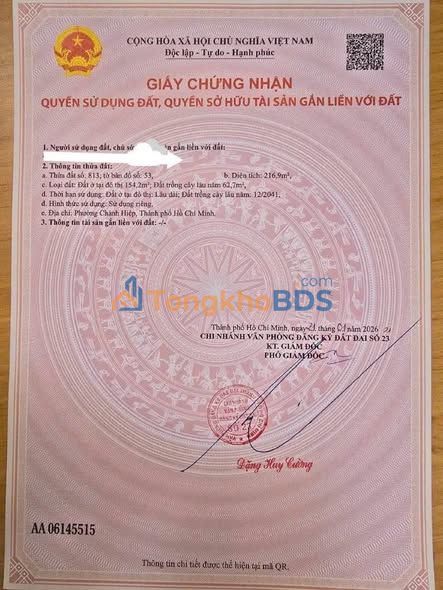 CỘNG HÒA XÃ HỘI CHỦ NGHĨA VIỆT NAM
Độc lập - Tự do - Hạnh phúc
GIẤY CHỨNG NHẬN
QUYỀN SỬ DỤNG ĐẤT, QUYỀN SỞ HỮU TÀI SẢN GẮN LIỀN VỚI ĐẤT
1. Người sử dụng đất, chủ sở gắn liền với đất:
2. Thông tin thửa đất:
a. Thửa đất số: 813, tờ bản đồ số: 53, b. Diện tích: 216,9m²,
c. Loại đất: Đất ở tại đô thị 154,2m²; Đất trồng cây lâu năm 62,7m²,
d. Thời hạn sử dụng: Đất ở tại đô thị: Lâu dài; Đất trồng cây lâu năm: 12/2041,
đ. Hình thức sử dụng: Sử dụng riêng,
e. Địa chỉ: Phường Chánh Hiệp, Thành phố Hồ Chí Minh.
3. Thông tin tài sản gắn liền với đất: -/-
TongkhoBDS.com
Thành phố Hồ Chí Minh, ngày 21 tháng 01 năm 2026
CHI NHÁNH VĂN PHÒNG ĐĂNG KÝ ĐẤT ĐAI SỐ 23
KT. GIÁM ĐỐC
PHÓ GIÁM ĐỐC
Đặng Huy Cường
AA 06145515
Thông tin chi tiết được thể hiện tại mã QR.